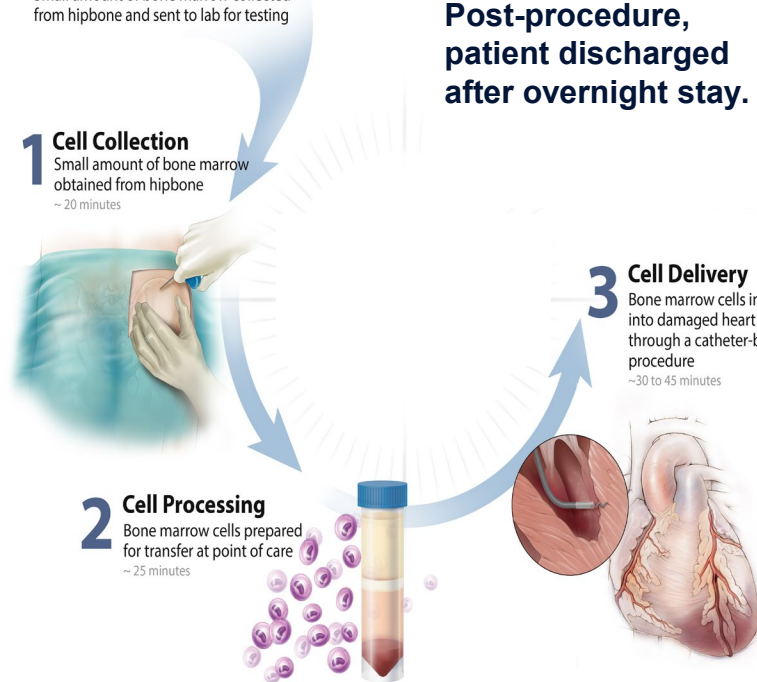 from hipbone and sent to lab for testing
Post-procedure,
patient discharged
after overnight stay.
1 Cell Collection
Small amount of bone marrow
obtained from hipbone
~ 20 minutes
3 Cell Delivery
Bone marrow cells
into damaged heart
through a catheter-b
procedure
~30 to 45 minutes
2 Cell Processing
Bone marrow cells prepared
for transfer at point of care
~ 25 minutes